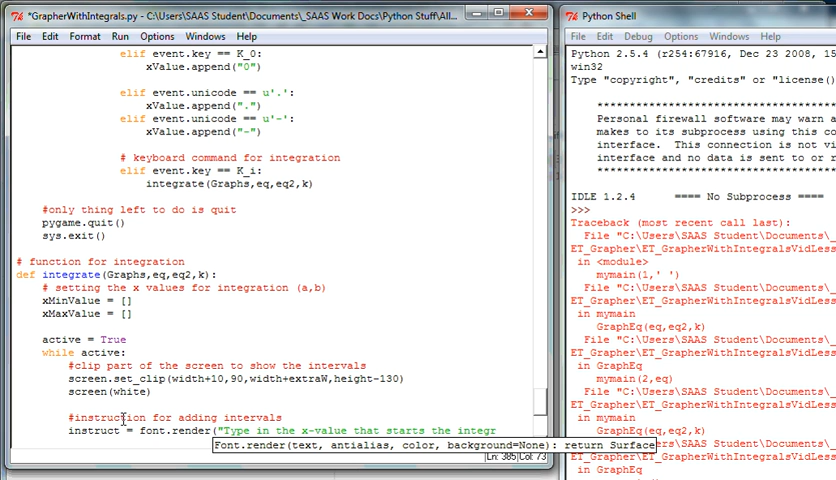 *GrapherWithIntegrals.py - C:\Users\SAAS Student\Documents\_SAAS Work Docs\Python Stuff\All...
File Edit Format Run Options Windows Help
elif event.key == K_0:
xValue.append("0")
elif event.unicode == u'.':
xValue.append(".")
elif event.unicode == u'-':
xValue.append("-")
# keyboard command for integration
elif event.key == K_i:
integrate(Graphs,eq,eq2,k)
#only thing left to do is quit
pygame.quit()
sys.exit()
# function for integration
def integrate(Graphs,eq,eq2,k):
# setting the x values for integration (a,b)
xMinValue = []
xMaxValue = []
active = True
while active:
#clip part of the screen to show the intervals
screen.set_clip(width+10,90,width+extraW,height-130)
screen(white)
#instruction for adding intervals
instruct = font.render("Type in the x-value that starts the integr
Font.render(text, antialias, color, background=None): return Surface
Ln: 385 Col: 73
Python Shell
File Edit Debug Options Windows Help
Python 2.5.4 (r254:67916, Dec 23 2008, 15
win32
Type "copyright", "credits" or "license()
****************************************
Personal firewall software may warn a
makes to its subprocess using this co
interface. This connection is not vi
interface and no data is sent to or r
****************************************
IDLE 1.2.4 ==== No Subprocess ====
>>>
Traceback (most recent call last):
File "C:\Users\SAAS Student\Documents\_
ET_Grapher\ET_GrapherWithIntegralsVidLess
in <module>
mymain(1,' ')
File "C:\Users\SAAS Student\Documents\_
ET_Grapher\ET_GrapherWithIntegralsVidLess
in mymain
GraphEq(eq,eq2,k)
File "C:\Users\SAAS Student\Documents\_
ET_Grapher\ET_GrapherWithIntegralsVidLess
in GraphEq
mymain(2,eq)
File "C:\Users\SAAS Student\Documents\_
ET_Grapher\ET_GrapherWithIntegralsVidLess
in mymain
GraphEq(eq,eq2,k)
File "C:\Users\SAAS Student\Documents\_
ET_Grapher\ET_GrapherWithIntegralsVidLess
in GraphEq